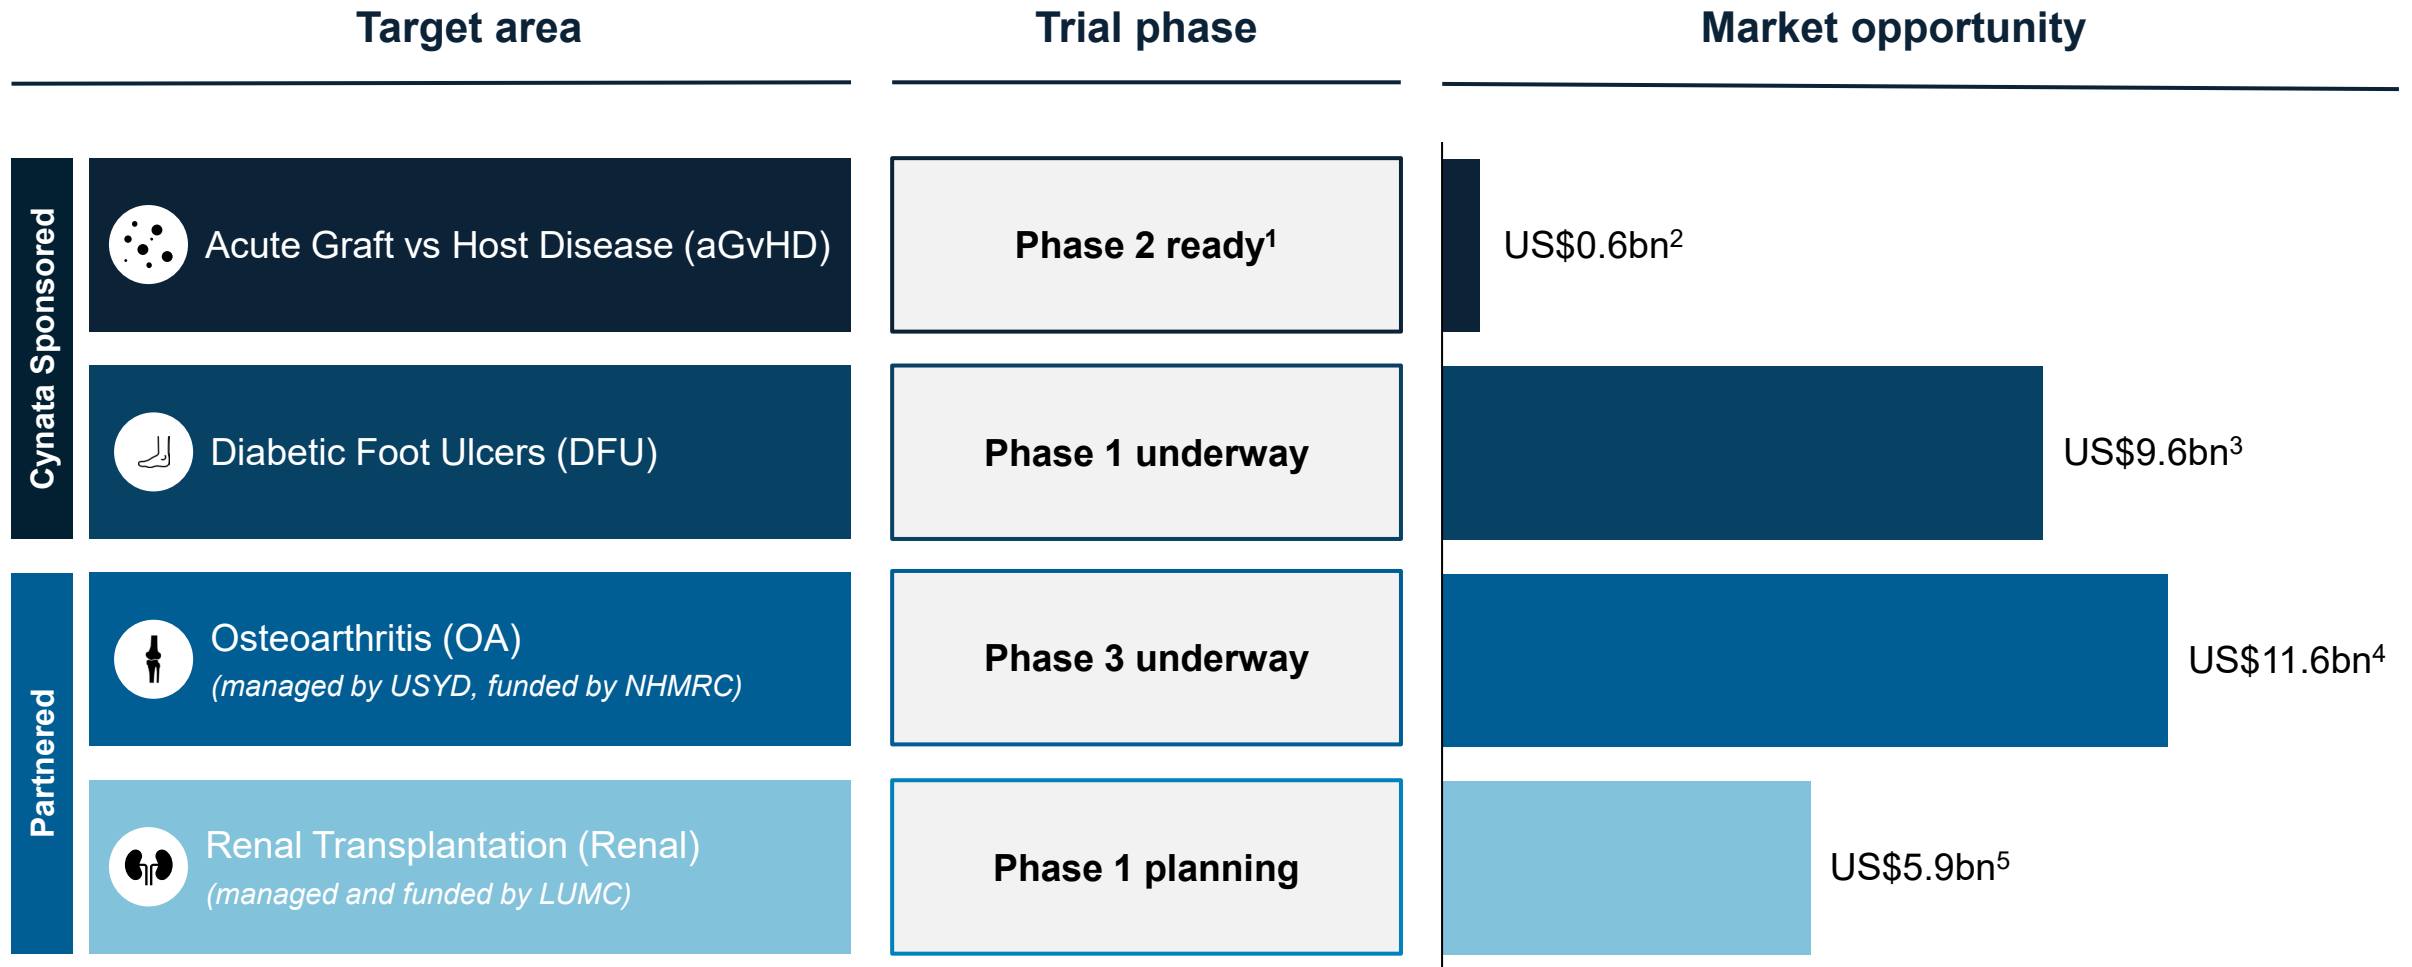 Target area
Trial phase
Market opportunity
Cynata Sponsored
Acute Graft vs Host Disease (aGvHD)
Phase 2 ready¹
US$0.6bn²
Diabetic Foot Ulcers (DFU)
Phase 1 underway
US$9.6bn³
Partnered
Osteoarthritis (OA)
(managed by USYD, funded by NHMRC)
Phase 3 underway
US$11.6bn⁴
Renal Transplantation (Renal)
(managed and funded by LUMC)
Phase 1 planning
US$5.9bn⁵